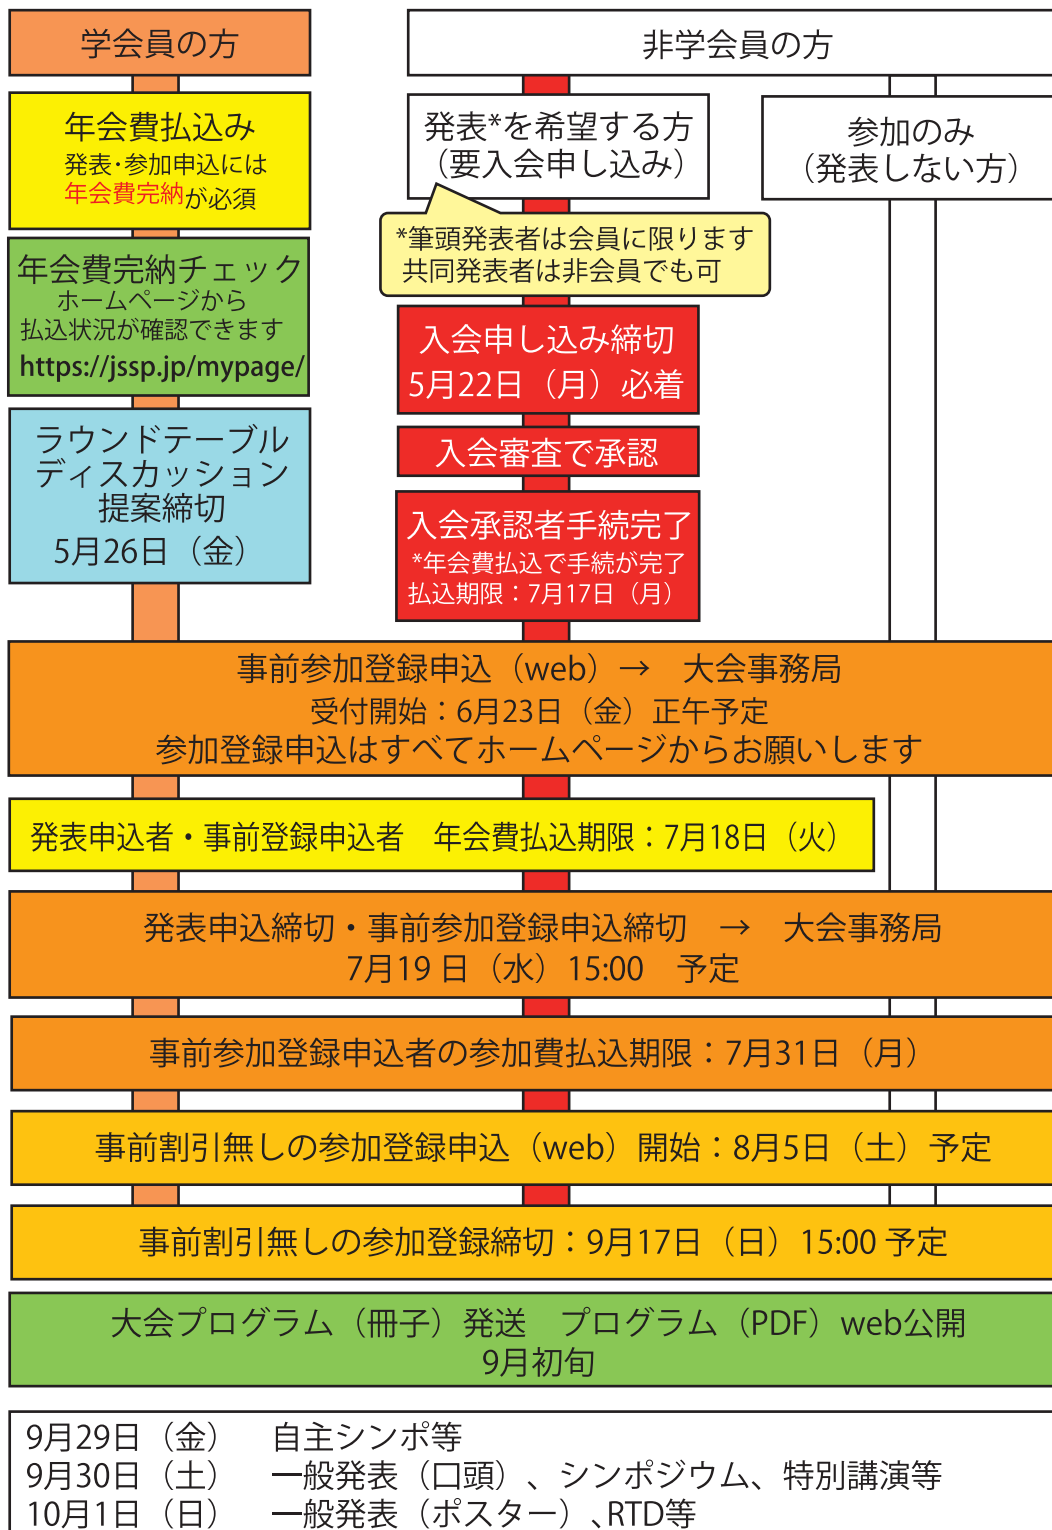 学会員の方
年会費払込み
発表・参加申込には
年会費完納が必須
年会費完納チェック
ホームページから
払込状況が確認できます
https://jssp.jp/mypage/
ラウンドテーブル
ディスカッション
提案締切
5月26日（金）
非学会員の方
発表*を希望する方
（要入会申し込み）
*筆頭発表者は会員に限ります
共同発表者は非会員でも可
入会申し込み締切
5月22日（月）必着
入会審査で承認
入会承認者手続完了
*年会費払込で手続が完了
払込期限：7月17日（月）
参加のみ
（発表しない方）
事前参加登録申込（web）→　大会事務局
受付開始：6月23日（金）正午予定
参加登録申込はすべてホームページからお願いします
発表申込者・事前登録申込者　年会費払込期限：7月18日（火）
発表申込締切・事前参加登録申込締切　→　大会事務局
7月19 日（水）15:00　予定
事前参加登録申込者の参加費払込期限：7月31日（月）
事前割引無しの参加登録申込（web）開始：8月5日（土）予定
事前割引無しの参加登録締切：9月17日（日）15:00 予定
大会プログラム（冊子）発送　プログラム（PDF）web公開
9月初旬
9月29日（金）　自主シンポ等
9月30日（土）　一般発表（口頭）、シンポジウム、特別講演等
10月1日（日）　一般発表（ポスター）、RTD等